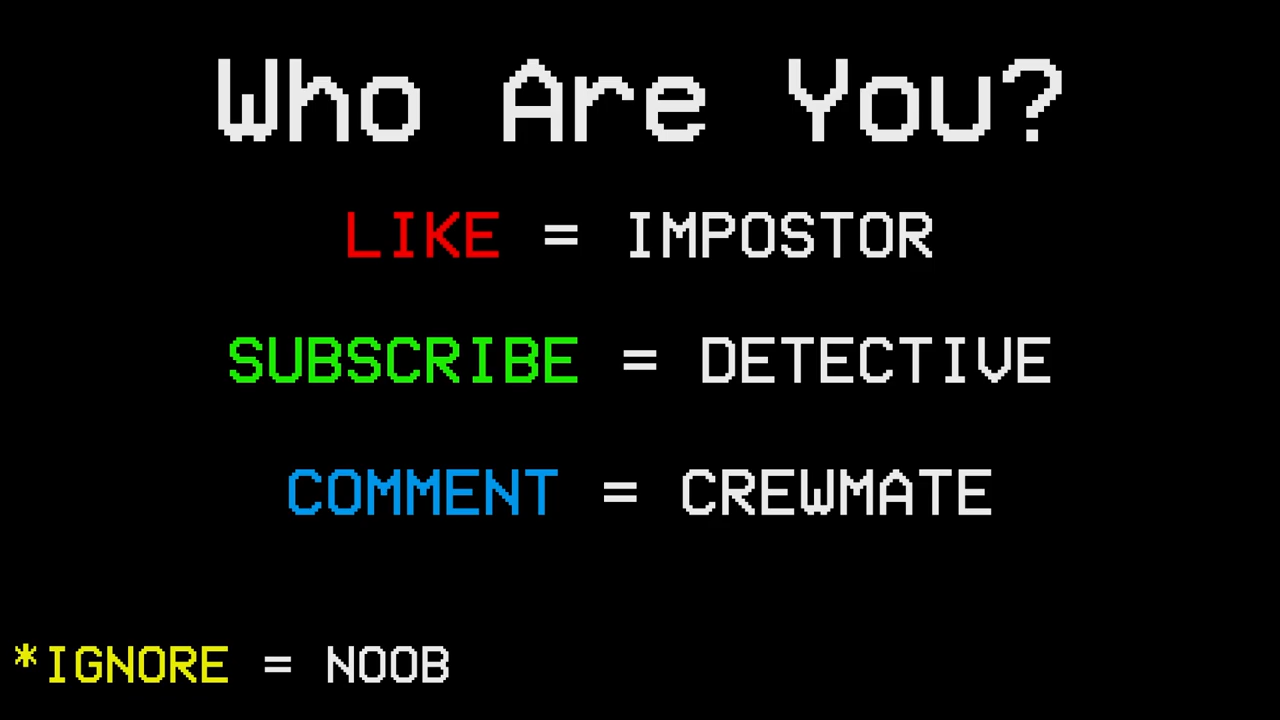 Who Are You?
LIKE = IMPOSTOR
SUBSCRIBE = DETECTIVE
COMMENT = CREWMATE
*IGNORE = NOOB